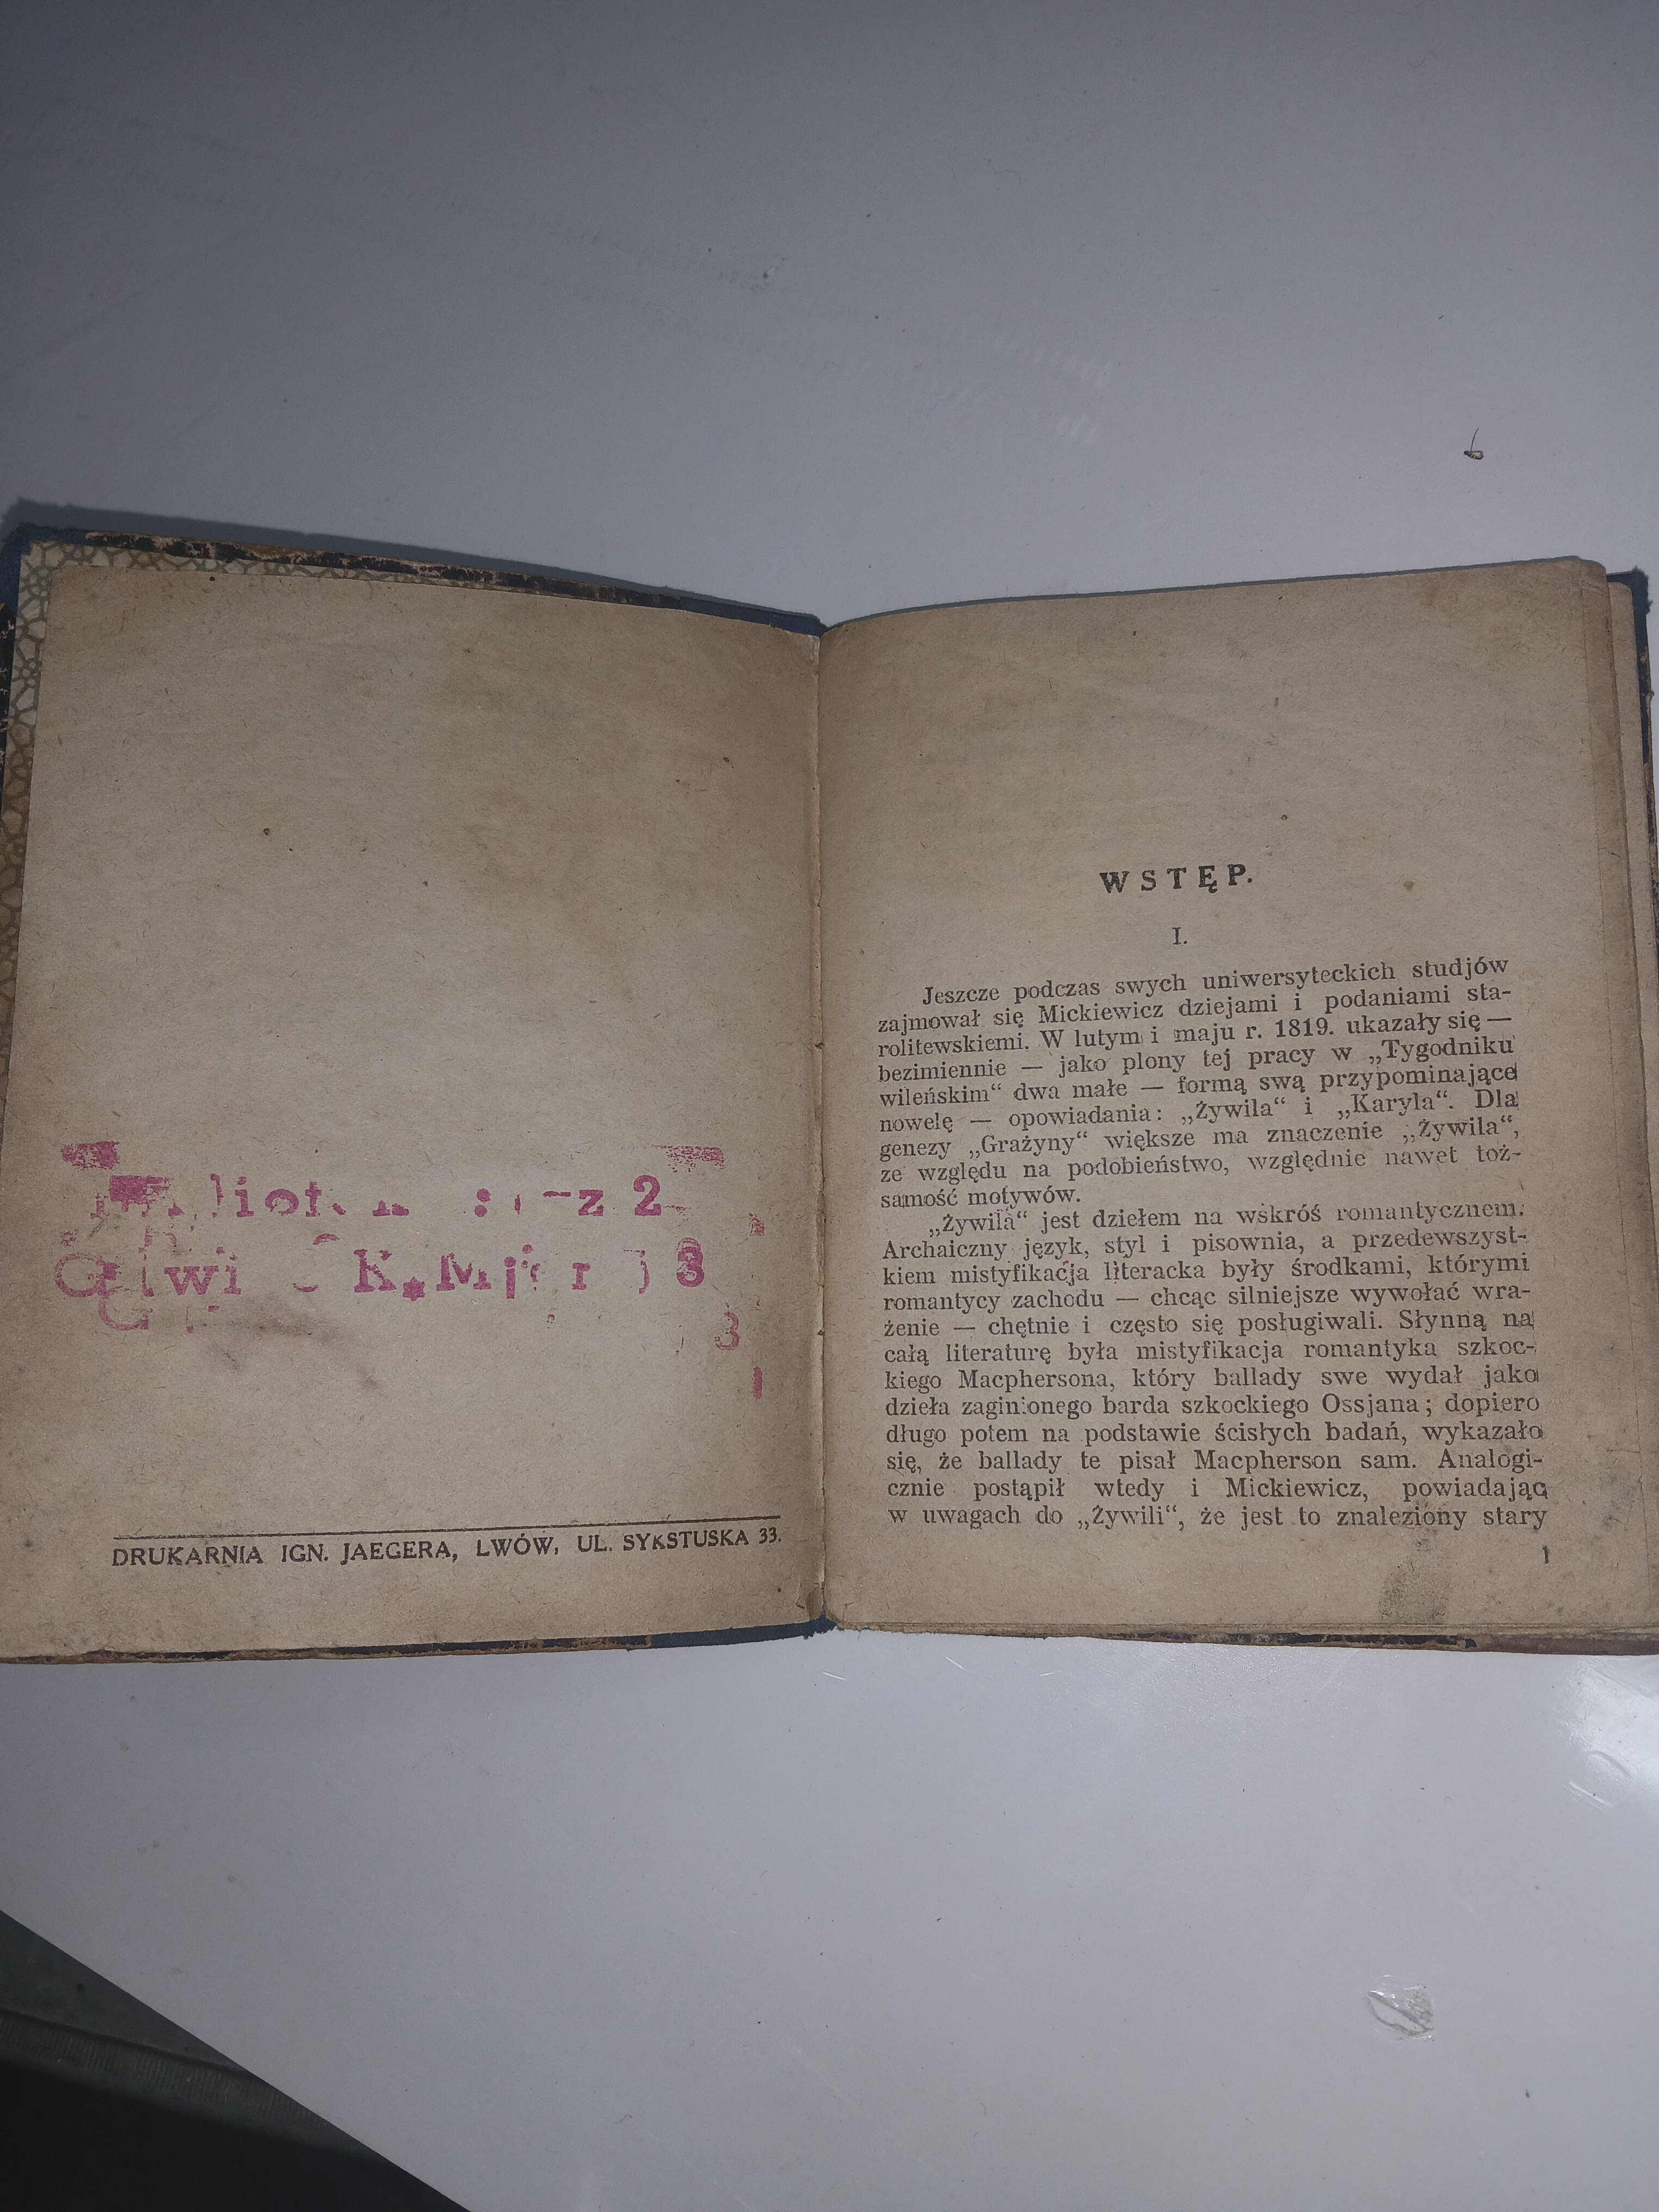 2
K.M
8
DRUKARNIA IGN. JAEGERA, LWÓW, UL. SYKSTUSKA 33.
WSTĘP.
I.
Jeszcze podczas swych uniwersyteckich studjów
zajmował się Mickiewicz dziejami i podaniami sta-
rolitewskiemi. W lutym i maju r. 1819. ukazały się —
bezimiennie — jako plony tej pracy w „Tygodniku
wileńskim“ dwa małe — formą swą przypominające
nowelę — opowiadania: „Żywila“ i „Karyla“. Dla
genezy „Grażyny“ większe ma znaczenie „Żywila“,
ze względu na podobieństwo, względnie nawet toż-
samość motywów.
„Żywila“ jest dziełem na wskróś romantycznem.
Archaiczny język, styl i pisownia, a przedewszyst-
kiem mistyfikacja literacka były środkami, którymi
romantycy zachodu — chcąc silniejsze wywołać wra-
żenie — chętnie i często się posługiwali. Słynną na
całą literaturę była mistyfikacja romantyka szkoc-
kiego Macphersona, który ballady swe wydał jako
dzieła zaginionego barda szkockiego Ossjana; dopiero
długo potem na podstawie ścisłych badań, wykazało
się, że ballady te pisał Macpherson sam. Analogi-
cznie postąpił wtedy i Mickiewicz, powiadając
w uwagach do „Żywili“, że jest to znaleziony stary
1